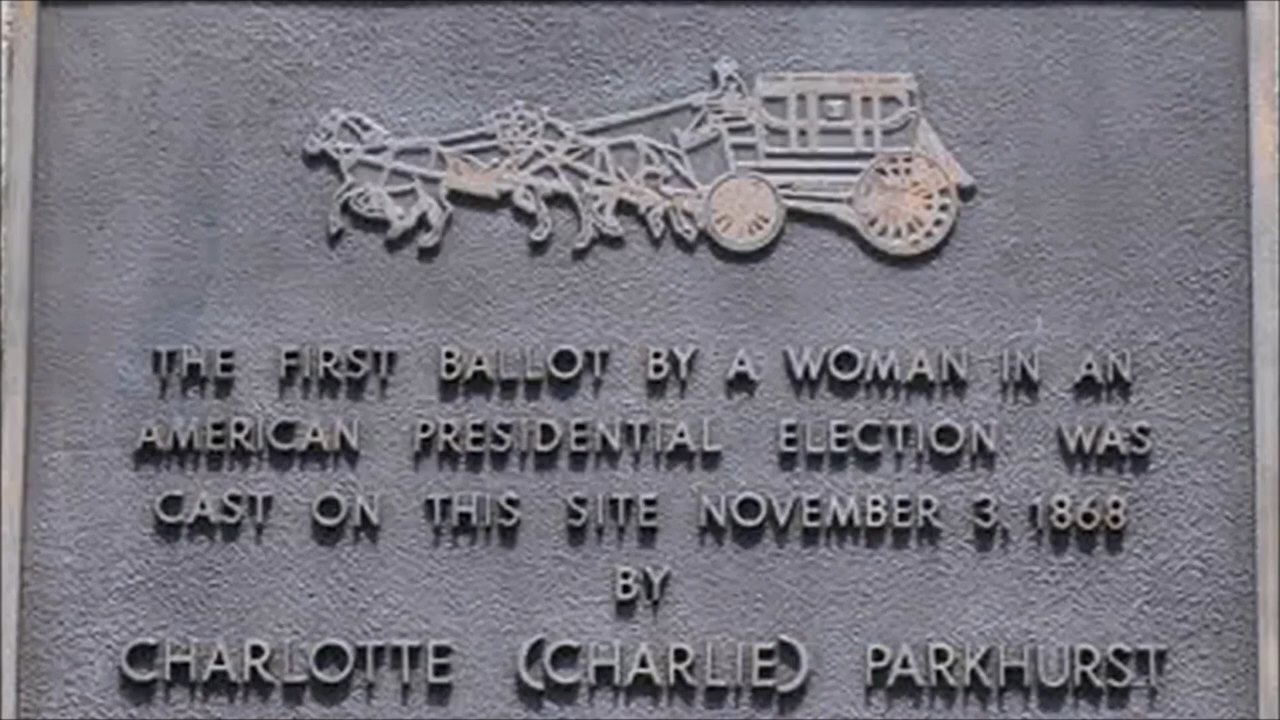 THE FIRST BALLOT BY A WOMAN IN AN
AMERICAN PRESIDENTIAL ELECTION WAS
CAST ON THIS SITE NOVEMBER 3, 1868
BY
CHARLOTTE (CHARLIE) PARKHURST